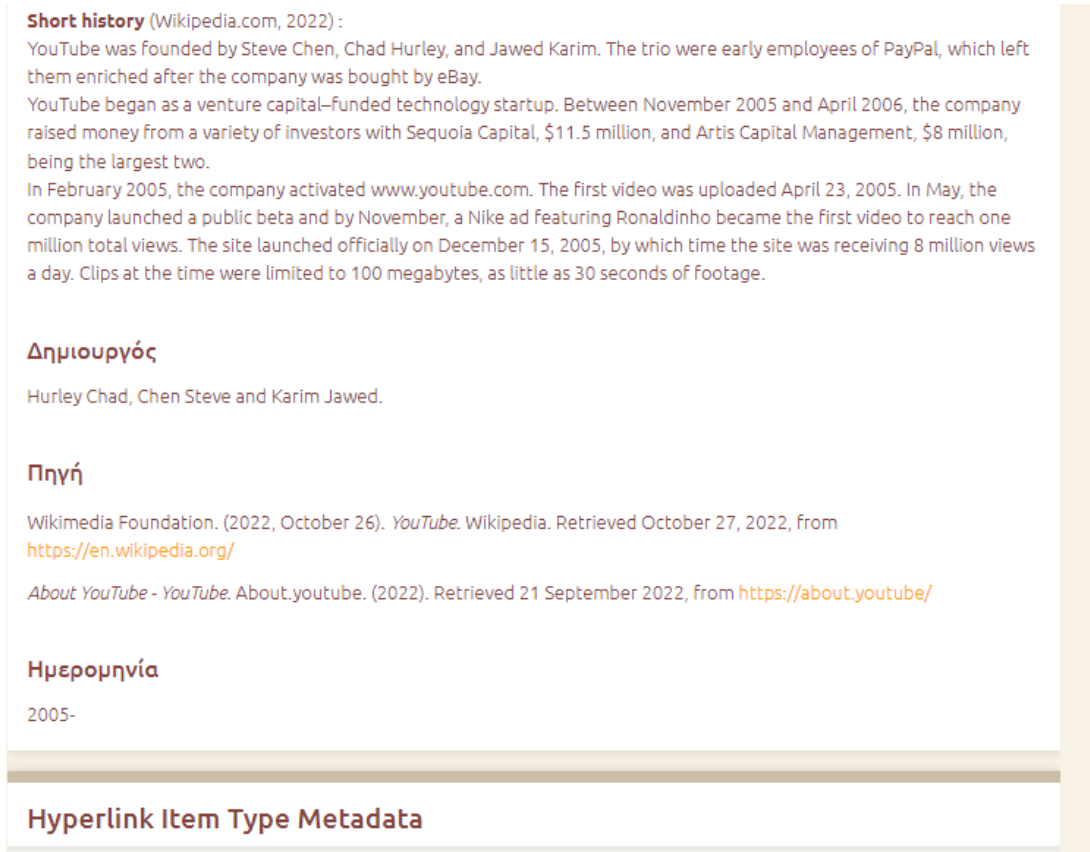 Short history (Wikipedia.com, 2022) :
YouTube was founded by Steve Chen, Chad Hurley, and Jawed Karim. The trio were early employees of PayPal, which left
them enriched after the company was bought by eBay.
YouTube began as a venture capital–funded technology startup. Between November 2005 and April 2006, the company
raised money from a variety of investors with Sequoia Capital, $11.5 million, and Artis Capital Management, $8 million,
being the largest two.
In February 2005, the company activated www.youtube.com. The first video was uploaded April 23, 2005. In May, the
company launched a public beta and by November, a Nike ad featuring Ronaldinho became the first video to reach one
million total views. The site launched officially on December 15, 2005, by which time the site was receiving 8 million views
a day. Clips at the time were limited to 100 megabytes, as little as 30 seconds of footage.
Δημιουργός
Hurley Chad, Chen Steve and Karim Jawed.
Πηγή
Wikimedia Foundation. (2022, October 26). YouTube. Wikipedia. Retrieved October 27, 2022, from
https://en.wikipedia.org/
About YouTube - YouTube. About.youtube. (2022). Retrieved 21 September 2022, from https://about.youtube/
Ημερομηνία
2005-
Hyperlink Item Type Metadata